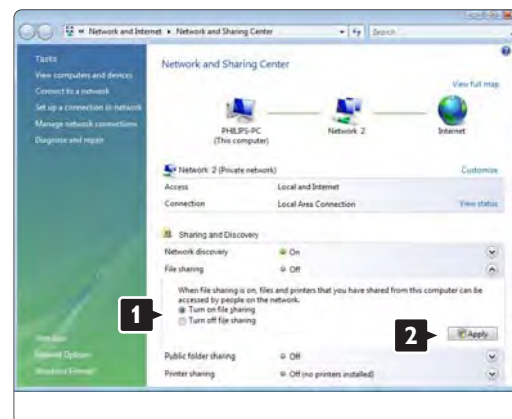 Network and Internet Network and Sharing Center Search
Tasks
View computers and devices
Connect to a network
Set up a connection or network
Manage network connections
Diagnose and repair
Network and Sharing Center
View full map
PHILIPS-PC
(This computer)
Network 2
Internet
Network 2 (Private network) Customize
Access Local and Internet
Connection Local Area Connection View status
Sharing and Discovery
Network discovery On
File sharing Off
When file sharing is on, files and printers that you have shared from this computer can be
accessed by people on the network.
1
Turn on file sharing
Turn off file sharing
2
Apply
Public folder sharing Off
Printer sharing Off (no printers installed)
Internet Options
Windows Firewall